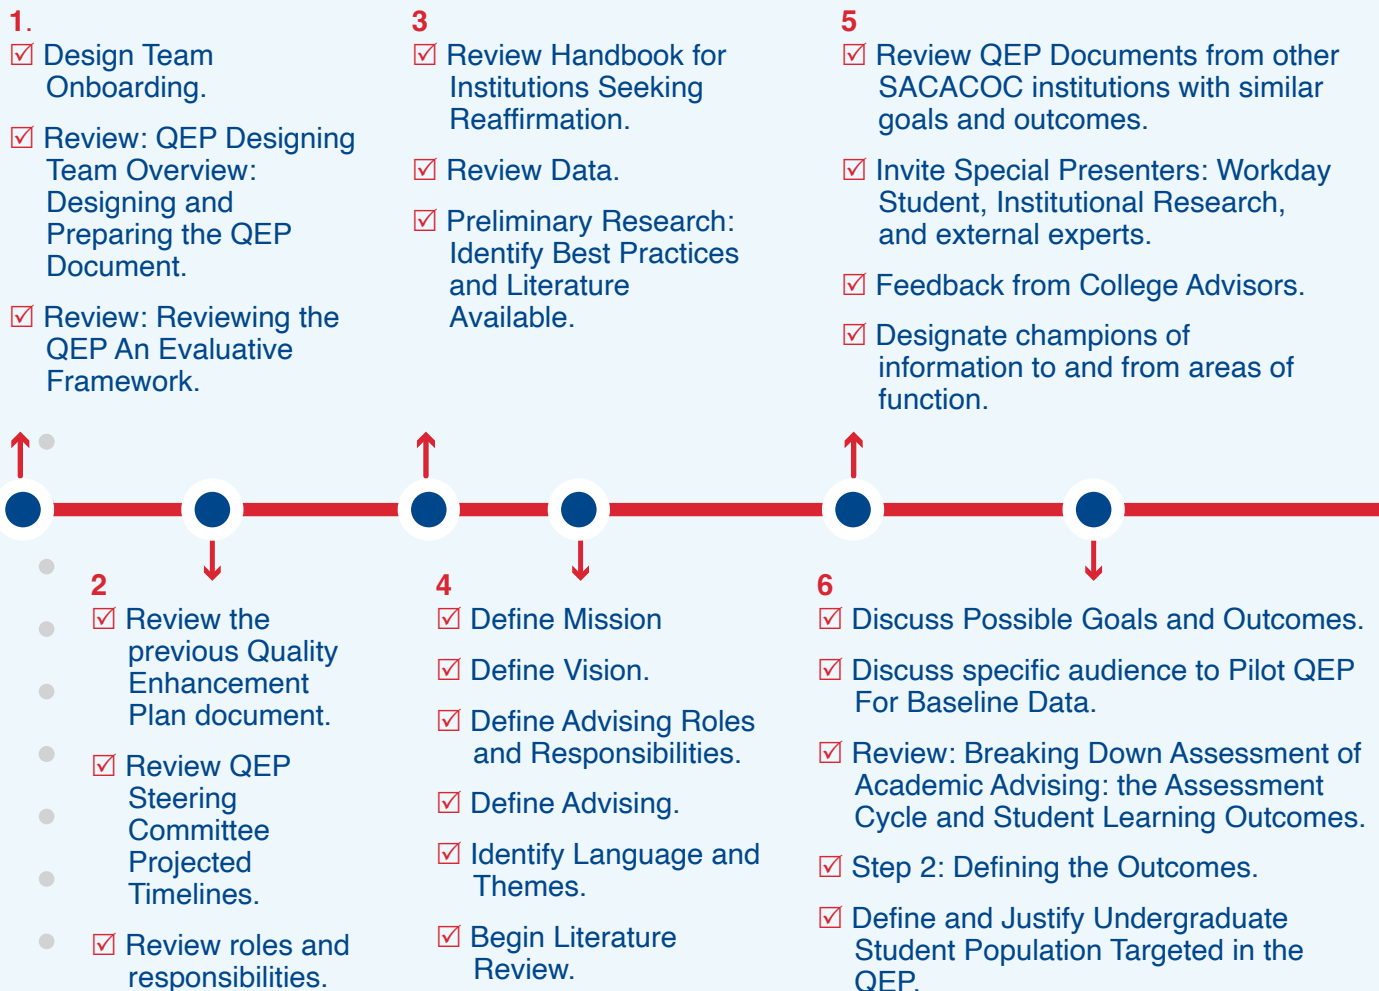 1.
☑ Design Team
Onboarding.
☑ Review: QEP Designing
Team Overview:
Designing and
Preparing the QEP
Document.
☑ Review: Reviewing the
QEP An Evaluative
Framework.
3
☑ Review Handbook for
Institutions Seeking
Reaffirmation.
☑ Review Data.
☑ Preliminary Research:
Identify Best Practices
and Literature
Available.
5
☑ Review QEP Documents from other
SACACOC institutions with similar
goals and outcomes.
☑ Invite Special Presenters: Workday
Student, Institutional Research,
and external experts.
☑ Feedback from College Advisors.
☑ Designate champions of
information to and from areas of
function.
2
☑ Review the
previous Quality
Enhancement
Plan document.
☑ Review QEP
Steering
Committee
Projected
Timelines.
☑ Review roles and
responsibilities.
4
☑ Define Mission
☑ Define Vision.
☑ Define Advising Roles
and Responsibilities.
☑ Define Advising.
☑ Identify Language and
Themes.
☑ Begin Literature
Review.
6
☑ Discuss Possible Goals and Outcomes.
☑ Discuss specific audience to Pilot QEP
For Baseline Data.
☑ Review: Breaking Down Assessment of
Academic Advising: the Assessment
Cycle and Student Learning Outcomes.
☑ Step 2: Defining the Outcomes.
☑ Define and Justify Undergraduate
Student Population Targeted in the
QEP.